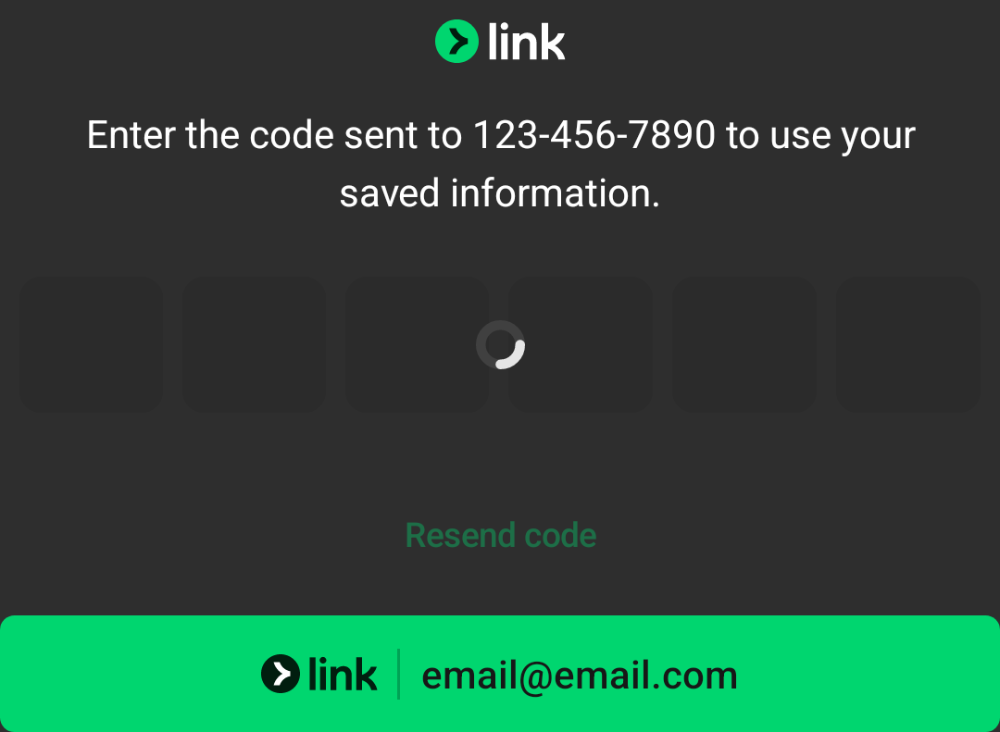 link
Enter the code sent to 123-456-7890 to use your
saved information.
Resend code
link email@email.com